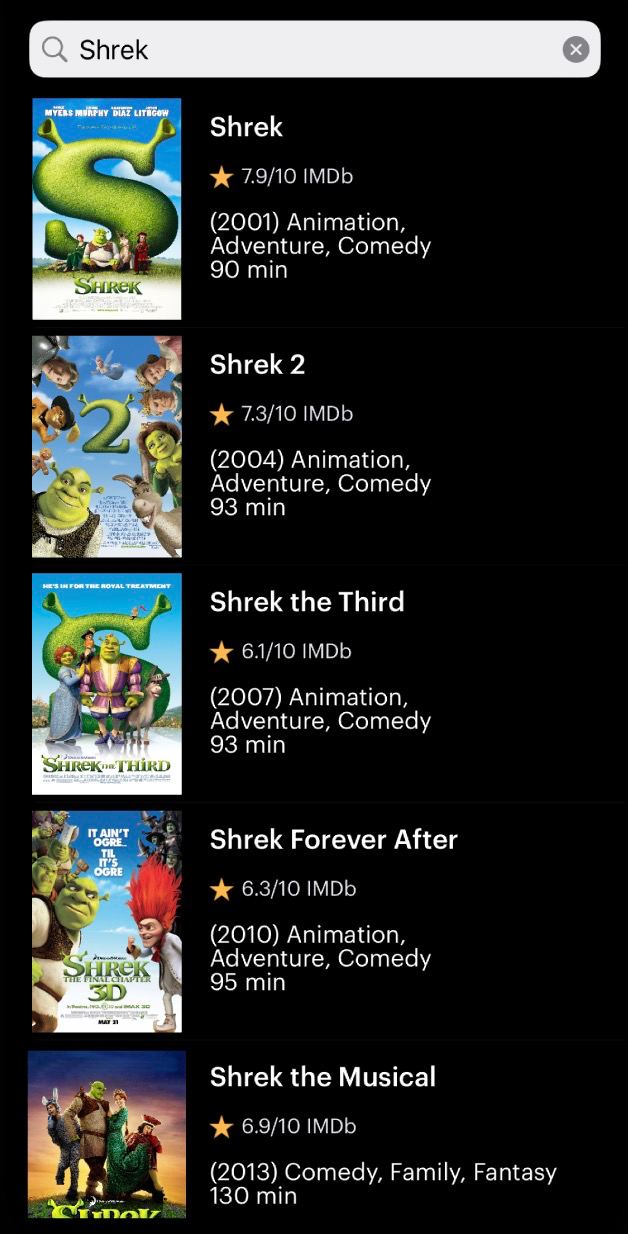 Shrek
MYERS MURPHY DIAZ LITHGOW
SHREK
Shrek
7.9/10 IMDb
(2001) Animation,
Adventure, Comedy
90 min
2
Shrek 2
7.3/10 IMDb
(2004) Animation,
Adventure, Comedy
93 min
HE'S IN FOR THE ROYAL TREATMENT
SHREK THE THIRD
Shrek the Third
6.1/10 IMDb
(2007) Animation,
Adventure, Comedy
93 min
IT AIN'T
OGRE...
TIL
IT'S
OGRE
SHREK
THE FINAL CHAPTER
3D
MAY 21
Shrek Forever After
6.3/10 IMDb
(2010) Animation,
Adventure, Comedy
95 min
SHREK
Shrek the Musical
6.9/10 IMDb
(2013) Comedy, Family, Fantasy
130 min